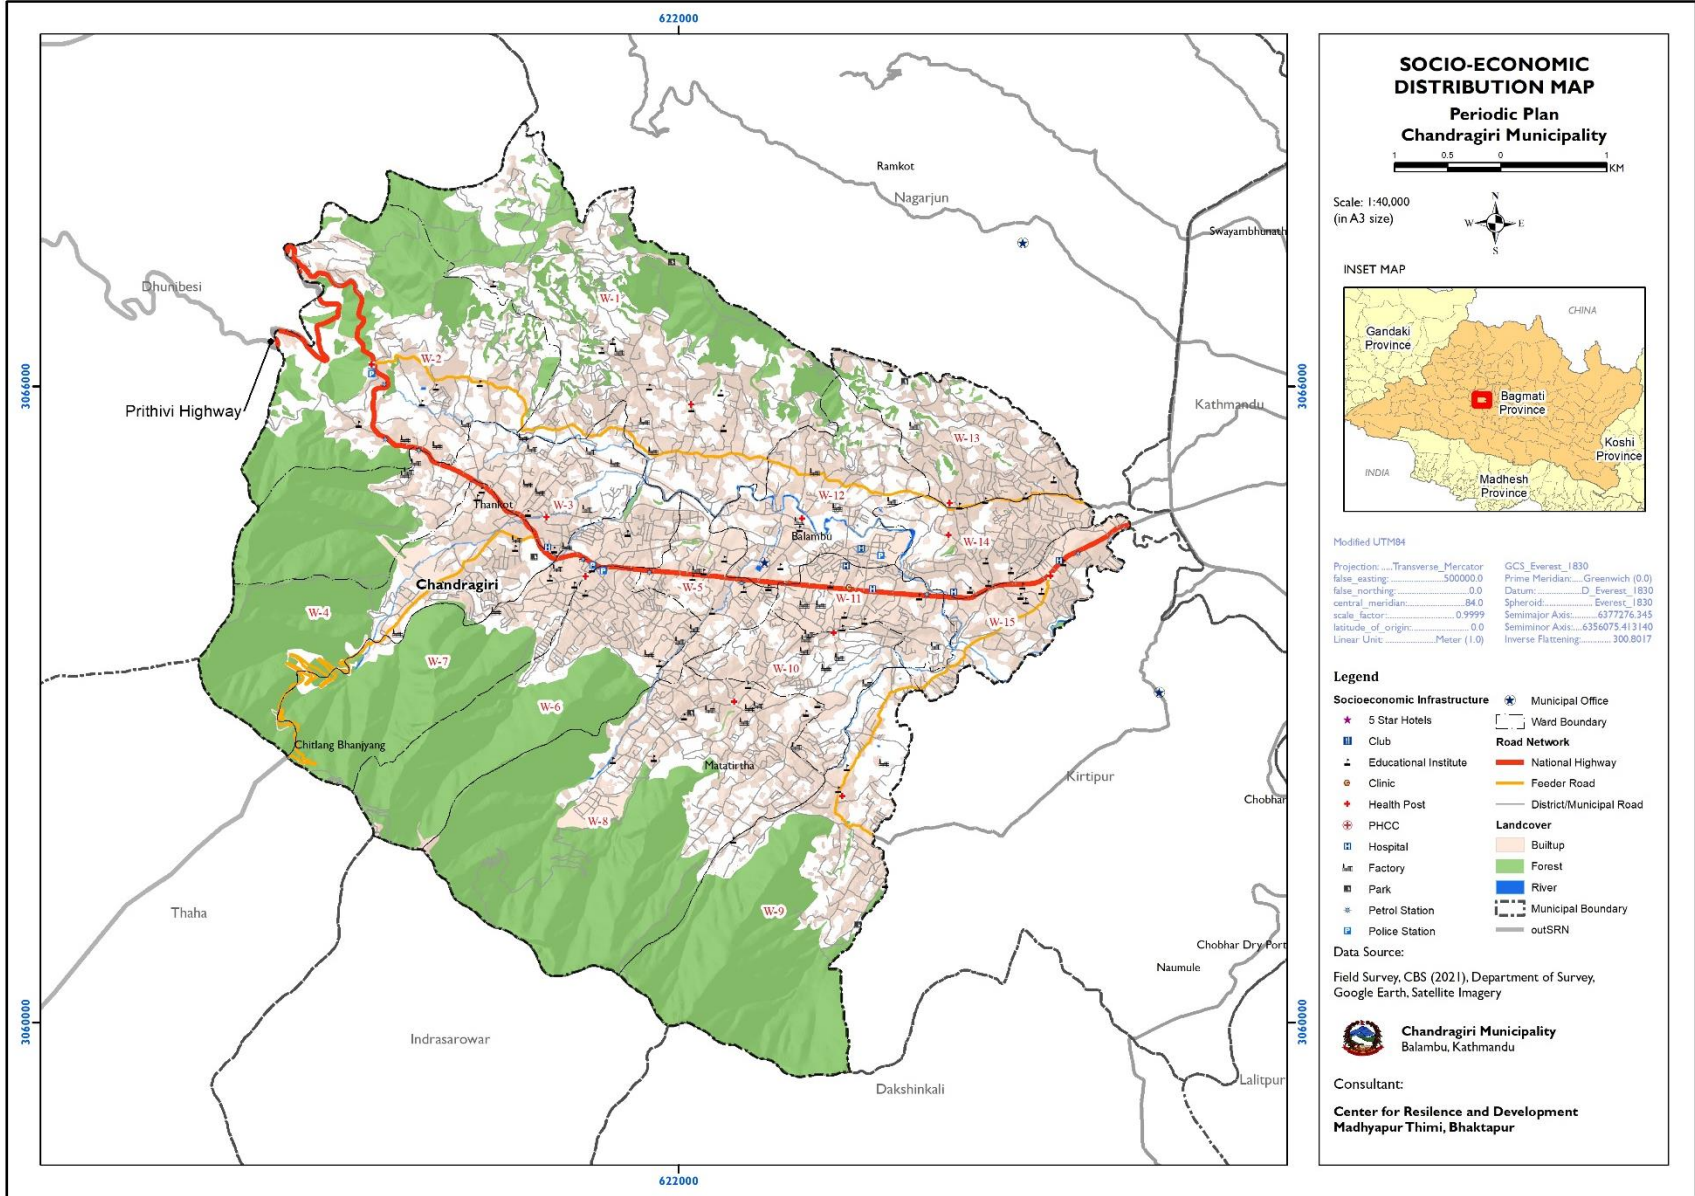 622000
SOCIO-ECONOMIC
DISTRIBUTION MAP
Periodic Plan
Chandragiri Municipality
1 0.5 0 1
KM
Scale: 1:40,000
(in A3 size)
N
W E
S
INSET MAP
CHINA
Gandaki
Province
Bagmati
Province
Koshi
Province
INDIA
Madhesh
Province
Modified UTM84
Projection: .....Transverse_Mercator
false_easting: ........................500000.0
false_northing: ............................0.0
central_meridian: .....................84.0
scale_factor: ..........................0.9999
latitude_of_origin: .....................0.0
Linear Unit: ....................Meter (1.0)
GCS_Everest_1830
Prime Meridian: ....Greenwich (0.0)
Datum: .....................D_Everest_1830
Spheroid: .................Everest_1830
Semimajor Axis: .........6377276.345
Semiminor Axis: ...6356075.413140
Inverse Flattening: ............300.8017
Legend
Socioeconomic Infrastructure
5 Star Hotels
Club
Educational Institute
Clinic
Health Post
PHCC
Hospital
Factory
Park
Petrol Station
Police Station
Municipal Office
Ward Boundary
Road Network
National Highway
Feeder Road
District/Municipal Road
Landcover
Builtup
Forest
River
Municipal Boundary
outSRN
Data Source:
Field Survey, CBS (2021), Department of Survey,
Google Earth, Satellite Imagery
Chandragiri Municipality
Balambu, Kathmandu
Consultant:
Center for Resilence and Development
Madhyapur Thimi, Bhaktapur
Ramkot
Nagarjun
Swayambhunath
Dhunibesi
W-1
W-2
3066000
3066000
Kathmandu
Prithivi Highway
W-13
Thankot
W-3
W-12
Balambu
W-14
Chandragiri
W-5
W-11
W-4
W-15
W-7
W-10
W-6
Chitlang Bhanjyang
Matatirtha
Kirtipur
Chobhar
W-8
Thaha
W-9
Chobhar Dry Port
Naumule
3060000
3060000
Indrasarowar
Dakshinkali
Lalitpur
622000